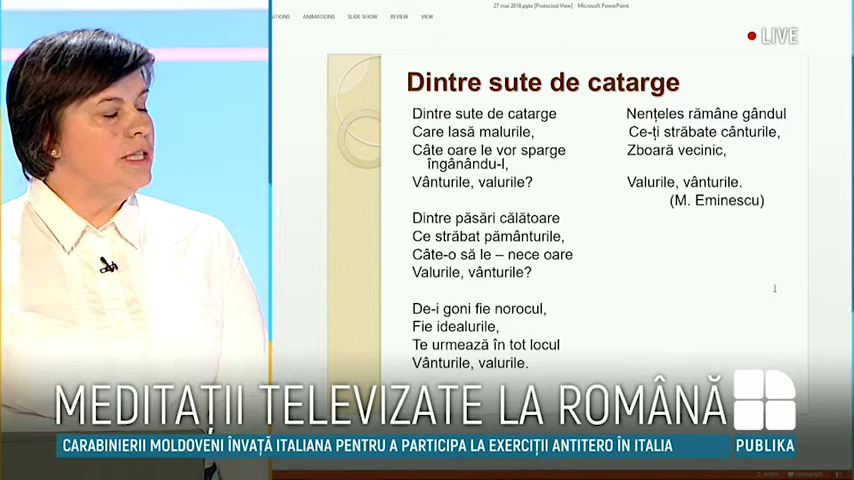 27 mai 2016.pptx [Protected View] - Microsoft PowerPoint
ANIMATIONS SLIDE SHOW REVIEW VIEW
LIVE
Dintre sute de catarge
Dintre sute de catarge
Care lasă malurile,
Câte oare le vor sparge
îngânându-l,
Vânturile, valurile?
Dintre păsări călătoare
Ce străbat pământurile,
Câte-o să le – nece oare
Valurile, vânturile?
De-i goni fie norocul,
Fie idealurile,
Te urmează în tot locul
Vânturile, valurile.
Nențeles rămâne gândul
Ce-ți străbate cânturile,
Zboară vecinic,
Valurile, vânturile.
(M. Eminescu)
MEDITAȚII TELEVIZATE LA ROMÂNĂ
CARABINIERII MOLDOVENI ÎNVAȚĂ ITALIANA PENTRU A PARTICIPA LA EXERCIȚII ANTITERO ÎN ITALIA
PUBLIKA